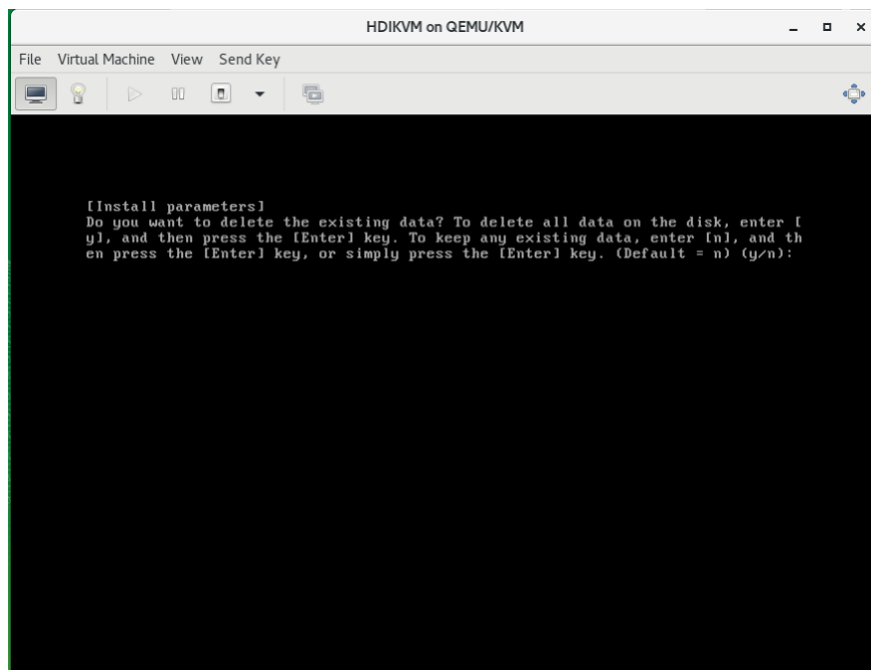 HDIKVM on QEMU/KVM
File Virtual Machine View Send Key
[Install parameters]
Do you want to delete the existing data? To delete all data on the disk, enter [
y], and then press the [Enter] key. To keep any existing data, enter [n], and th
en press the [Enter] key, or simply press the [Enter] key. (Default = n) (y/n):